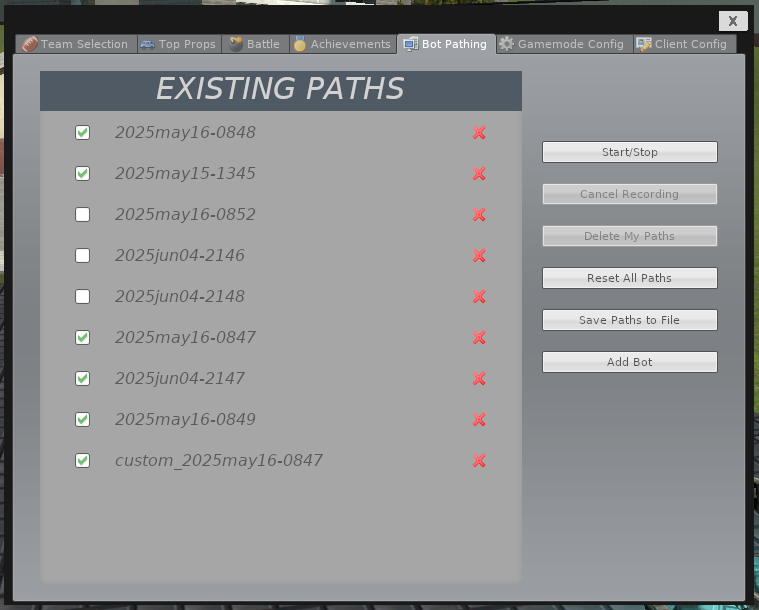 X
Team Selection
Top Props
Battle
Achievements
Bot Pathing
Gamemode Config
Client Config
EXISTING PATHS
2025may16-0848
2025may15-1345
2025may16-0852
2025jun04-2146
2025jun04-2148
2025may16-0847
2025jun04-2147
2025may16-0849
custom_2025may16-0847
Start/Stop
Cancel Recording
Delete My Paths
Reset All Paths
Save Paths to File
Add Bot